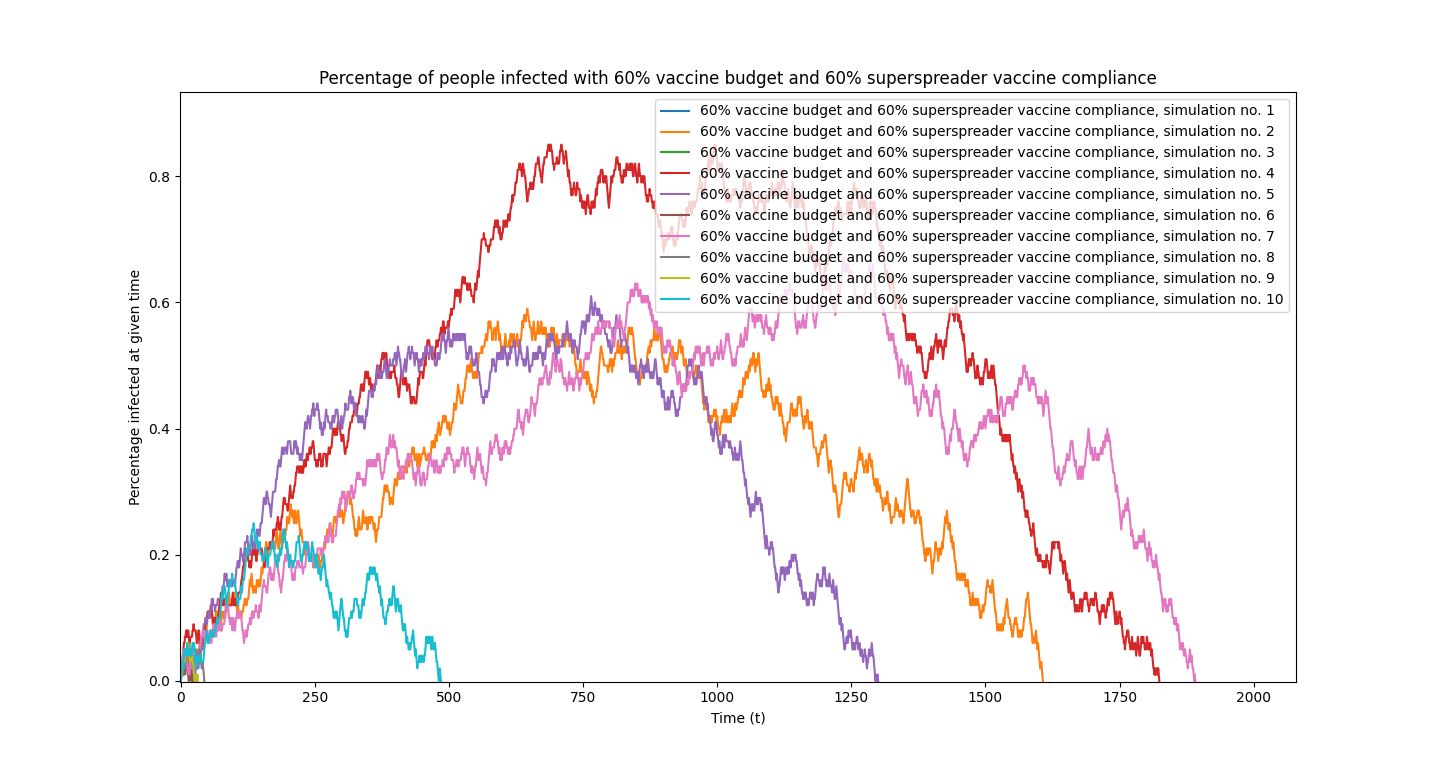 Percentage of people infected with 60% vaccine budget and 60% superspreader vaccine compliance
60% vaccine budget and 60% superspreader vaccine compliance, simulation no. 1
60% vaccine budget and 60% superspreader vaccine compliance, simulation no. 2
60% vaccine budget and 60% superspreader vaccine compliance, simulation no. 3
60% vaccine budget and 60% superspreader vaccine compliance, simulation no. 4
60% vaccine budget and 60% superspreader vaccine compliance, simulation no. 5
60% vaccine budget and 60% superspreader vaccine compliance, simulation no. 6
60% vaccine budget and 60% superspreader vaccine compliance, simulation no. 7
60% vaccine budget and 60% superspreader vaccine compliance, simulation no. 8
60% vaccine budget and 60% superspreader vaccine compliance, simulation no. 9
60% vaccine budget and 60% superspreader vaccine compliance, simulation no. 10
Percentage infected at given time
0.8
0.6
0.4
0.2
0.0
0 250 500 750 1000 1250 1500 1750 2000
Time (t)